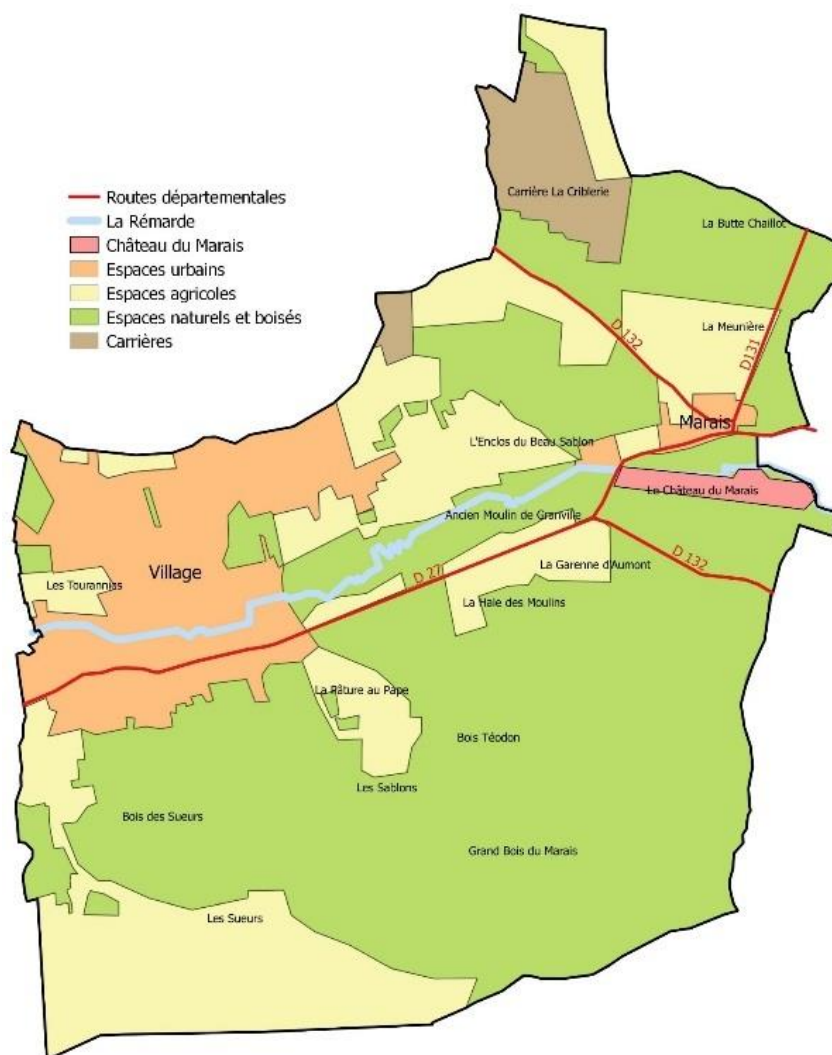 Routes départementales
La Rémarde
Château du Marais
Espaces urbains
Espaces agricoles
Espaces naturels et boisés
Carrières
Carrière La Criblerie
La Butte Chaillot
La Meunière
D 132
D131
Marais
L'Enclos du Beau Sablon
Le Château du Marais
Ancien Moulin de Granville
Village
Les Tourannias
La Garenne d'Aumont
D 132
D 27
La Haie des Moulins
La Pâture au Pape
Bois Téodon
Les Sablons
Bois des Sueurs
Grand Bois du Marais
Les Sueurs